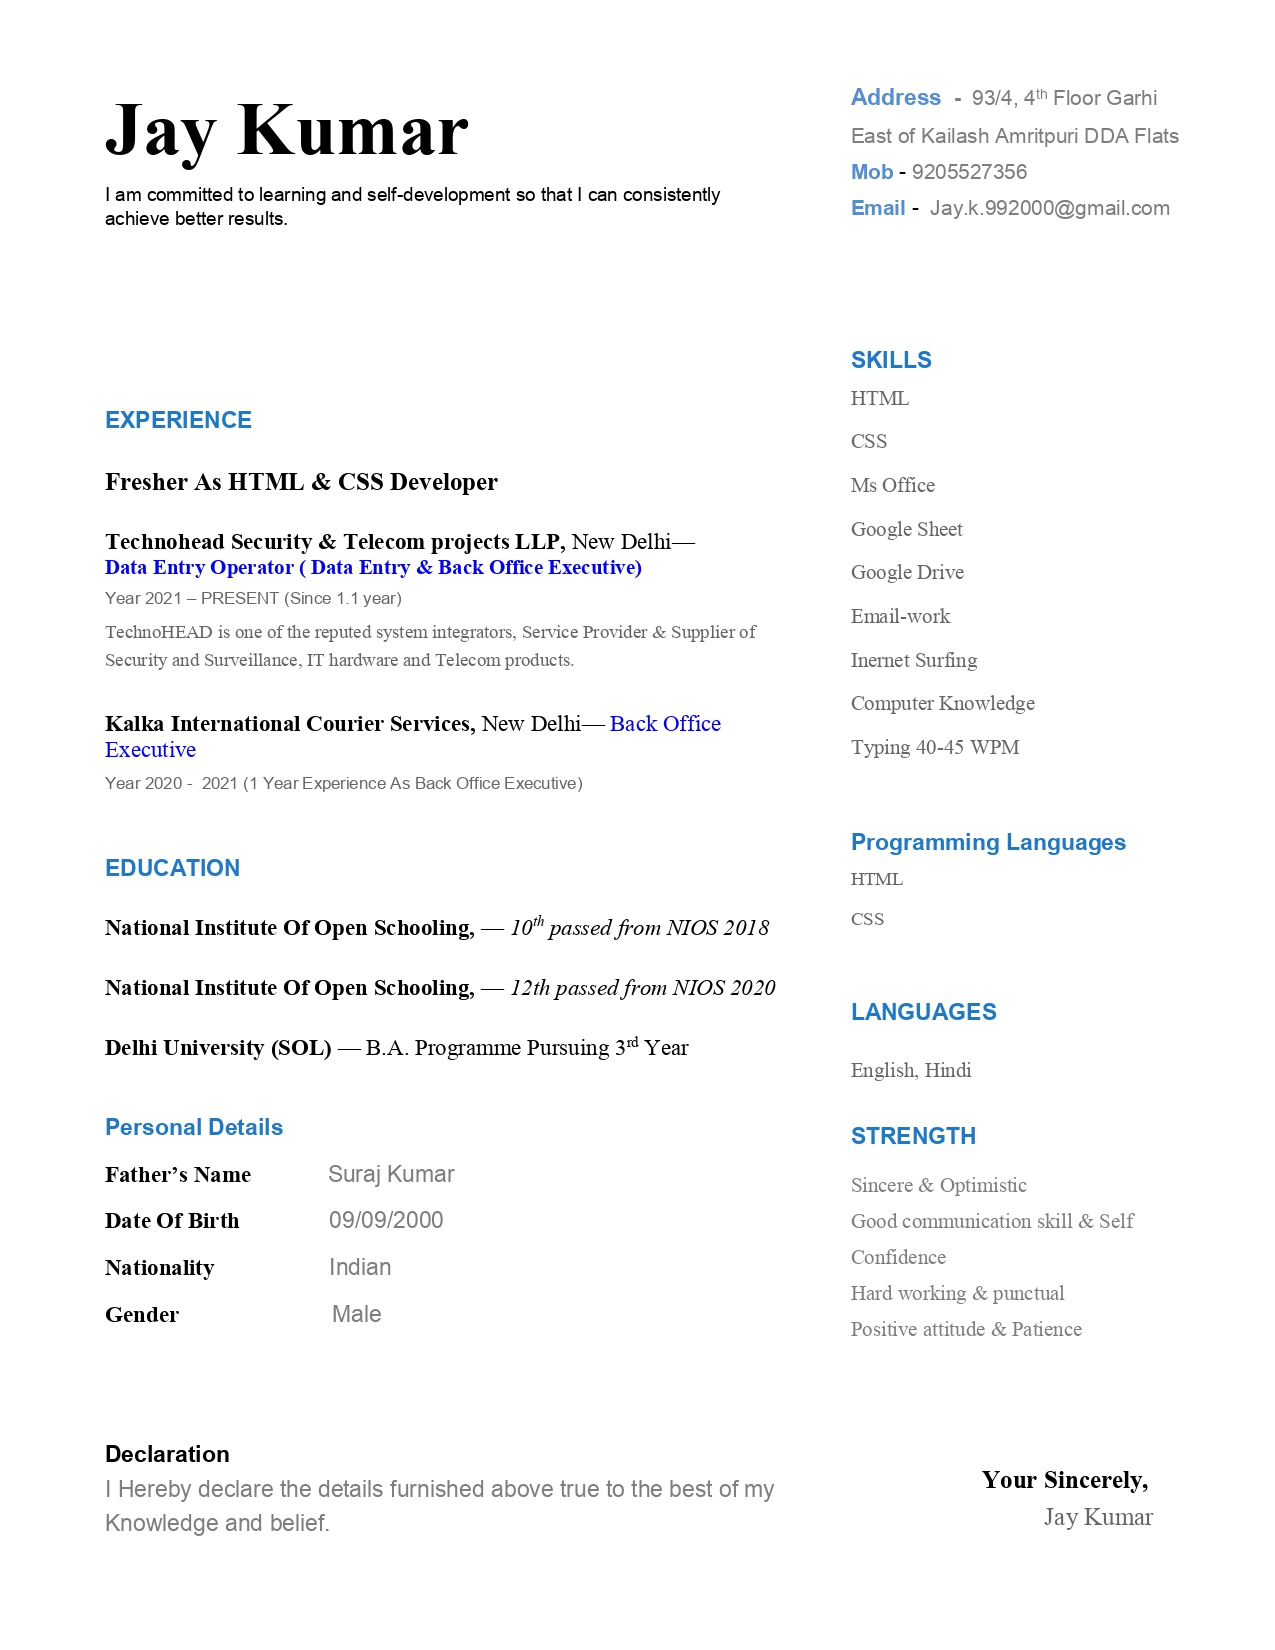 Jay Kumar
I am committed to learning and self-development so that I can consistently
achieve better results.
Address - 93/4, 4th Floor Garhi
East of Kailash Amritpuri DDA Flats
Mob - 9205527356
Email - Jay.k.992000@gmail.com
EXPERIENCE
Fresher As HTML & CSS Developer
Technohead Security & Telecom projects LLP, New Delhi—
Data Entry Operator ( Data Entry & Back Office Executive)
Year 2021 – PRESENT (Since 1.1 year)
TechnoHEAD is one of the reputed system integrators, Service Provider & Supplier of
Security and Surveillance, IT hardware and Telecom products.
Kalka International Courier Services, New Delhi— Back Office
Executive
Year 2020 - 2021 (1 Year Experience As Back Office Executive)
EDUCATION
National Institute Of Open Schooling, — 10th passed from NIOS 2018
National Institute Of Open Schooling, — 12th passed from NIOS 2020
Delhi University (SOL) — B.A. Programme Pursuing 3rd Year
Personal Details
Father’s Name Suraj Kumar
Date Of Birth 09/09/2000
Nationality Indian
Gender Male
SKILLS
HTML
CSS
Ms Office
Google Sheet
Google Drive
Email-work
Inernet Surfing
Computer Knowledge
Typing 40-45 WPM
Programming Languages
HTML
CSS
LANGUAGES
English, Hindi
STRENGTH
Sincere & Optimistic
Good communication skill & Self
Confidence
Hard working & punctual
Positive attitude & Patience
Declaration
I Hereby declare the details furnished above true to the best of my
Knowledge and belief.
Your Sincerely,
Jay Kumar